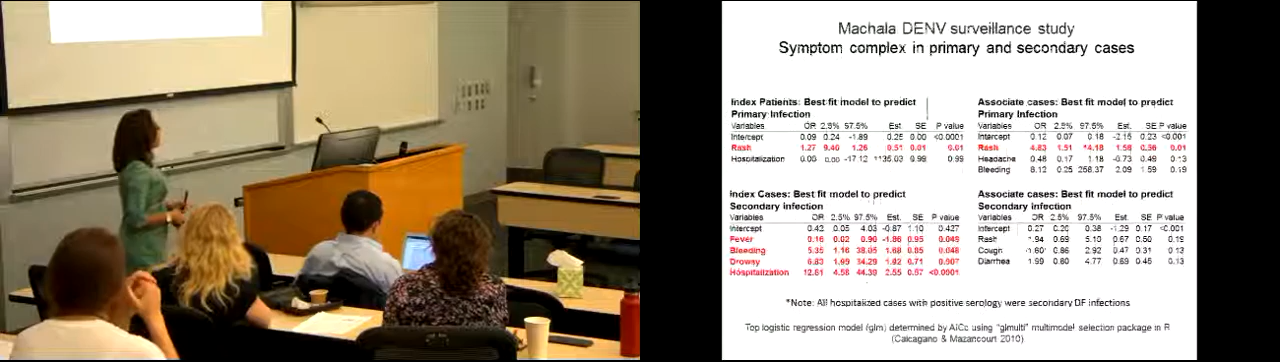 Machala DENV surveillance study
Symptom complex in primary and secondary cases
Index Patients: Best fit model to predict
Primary Infection
Variables OR 2.5% 97.5% Est. SE P value
Intercept 0.09 0.24 -1.89 0.25 0.00 <0.0001
Rash 1.27 9.46 1.26 0.51 0.01 0.01
Hospitalization 0.00 0.00 -17.12 0.99 0.99
Associate cases: Best fit model to predict
Primary Infection
Variables OR 2.5% 97.5% Est. SE P value
Intercept 0.12 0.07 0.18 -2.15 0.23 <0.001
Rash 4.83 1.51 1.58 0.56 0.01
Headache 0.48 0.17 1.18 -0.73 0.49 0.13
Bleeding 8.12 0.25 258.37 2.09 1.59 0.19
Index Cases: Best fit model to predict
Secondary Infection
Variables OR 2.5% 97.5% Est. SE P value
Intercept 0.42 0.05 4.03 -0.87 1.10 0.427
Fever 0.16 0.02 0.90 -1.86 0.95 0.049
Bleeding 5.35 1.16 38.05 1.68 0.85 0.048
Drowsy 6.83 1.99 34.29 1.92 0.71 0.007
Hospitalization 12.81 4.58 44.39 2.55 0.57 <0.0001
Associate cases: Best fit model to predict
Secondary Infection
Variables OR 2.5% 97.5% Est. SE P value
Intercept 0.27 0.20 0.38 -1.29 0.17 <0.001
Rash 1.94 0.69 5.10 0.67 0.50 0.19
Cough 0.86 2.92 0.47 0.31 0.13
Diarrhea 1.99 0.80 4.77 0.69 0.45 0.13
*Note: All hospitalized cases with positive serology were secondary DF infections
Top logistic regression model (glm) determined by AICc using "glmulti" multimodel selection package in R
(Calcagano & Mazancourt 2010)